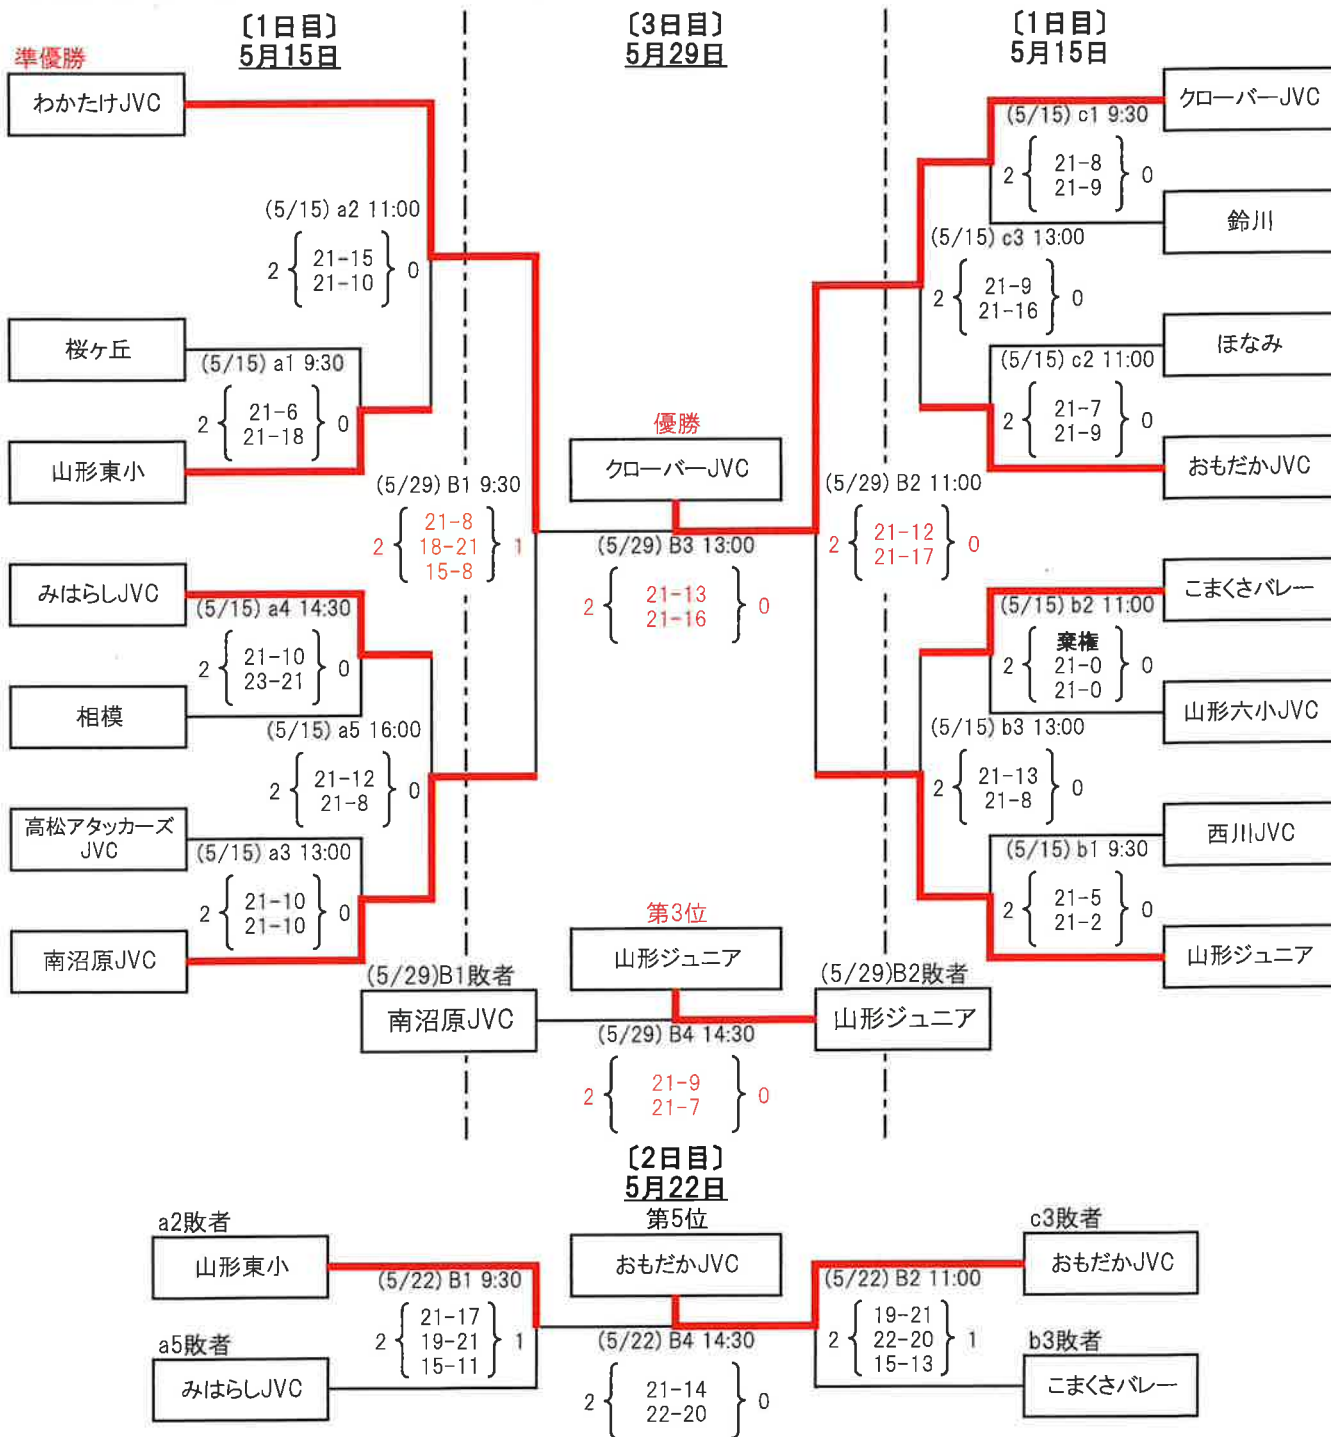 〔1日目〕
5月15日
〔3日目〕
5月29日
〔1日目〕
5月15日
準優勝
わかたけJVC
(5/15) a2 11:00
2 21-15 0
21-10
桜ヶ丘
(5/15) a1 9:30
2 21-6 0
21-18
山形東小
(5/29) B1 9:30
2 21-8 1
18-21
15-8
みはらしJVC
(5/15) a4 14:30
2 21-10 0
23-21
相模
(5/15) a5 16:00
2 21-12 0
21-8
高松アタッカーズ
JVC
(5/15) a3 13:00
2 21-10 0
21-10
南沼原JVC
優勝
クローバーJVC
(5/29) B3 13:00
2 21-13 0
21-16
クローバーJVC
(5/15) c1 9:30
2 21-8 0
21-9
鈴川
(5/15) c3 13:00
2 21-9 0
21-16
ほなみ
(5/15) c2 11:00
2 21-7 0
21-9
おもだかJVC
(5/29) B2 11:00
2 21-12 0
21-17
こまくさバレー
(5/15) b2 11:00
棄権
2 21-0 0
21-0
山形六小JVC
(5/15) b3 13:00
2 21-13 0
21-8
西川JVC
(5/15) b1 9:30
2 21-5 0
21-2
山形ジュニア
第3位
山形ジュニア
(5/29)B1敗者
南沼原JVC
(5/29)B2敗者
山形ジュニア
(5/29) B4 14:30
2 21-9 0
21-7
〔2日目〕
5月22日
第5位
おもだかJVC
a2敗者
山形東小
(5/22) B1 9:30
2 21-17 1
19-21
15-11
a5敗者
みはらしJVC
(5/22) B4 14:30
2 21-14 0
22-20
c3敗者
おもだかJVC
(5/22) B2 11:00
2 19-21 1
22-20
15-13
b3敗者
こまくさバレー